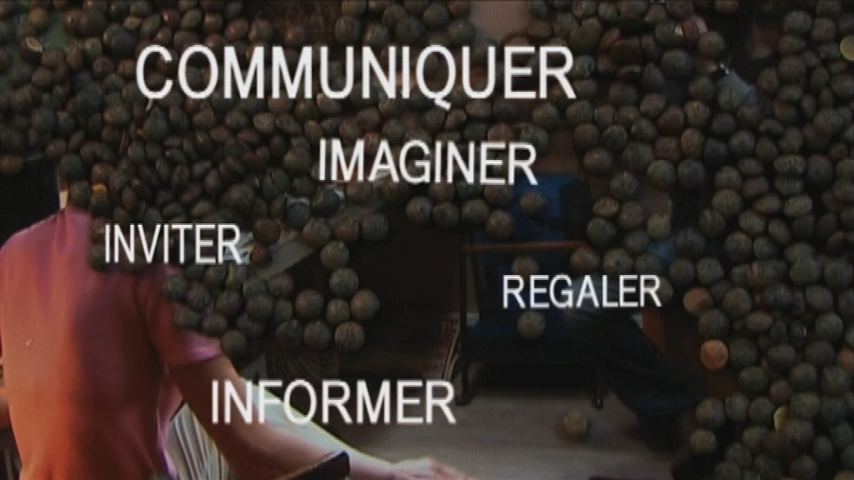 COMMUNIQUER
IMAGINER
INVITER
REGALER
INFORMER